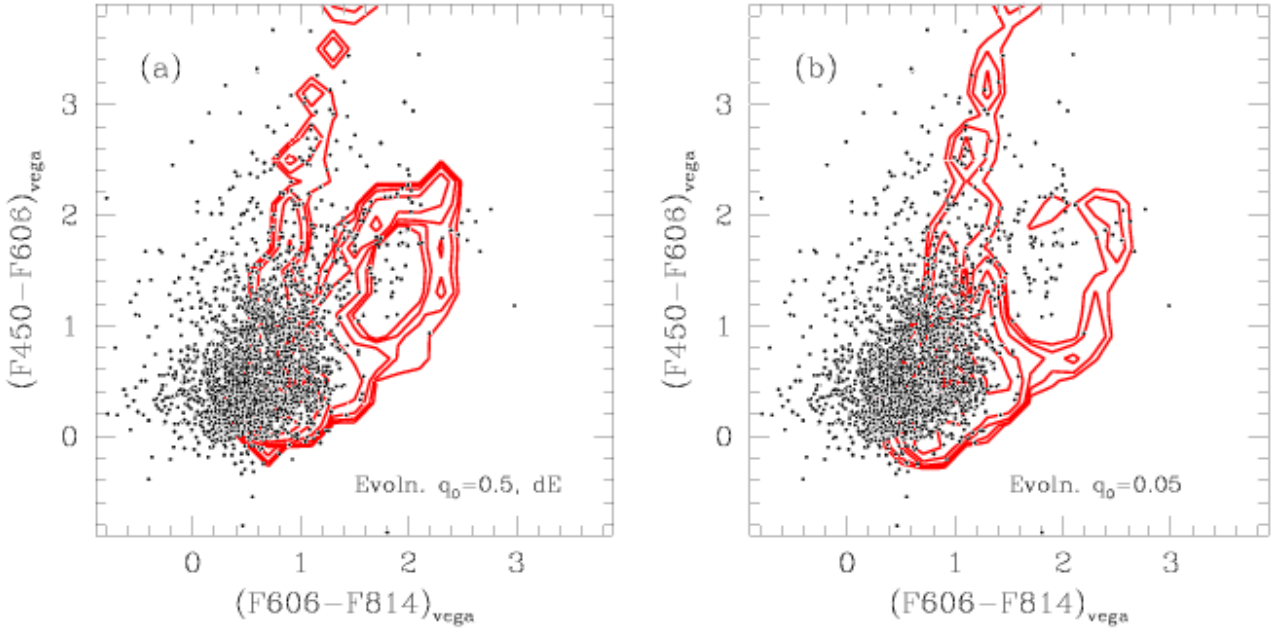 (a)
3
2
1
0
(F450−F606)vega
Evoln. q0=0.5, dE
0 1 2 3
(F606−F814)vega
(b)
3
2
1
0
(F450−F606)vega
Evoln. q0=0.05
0 1 2 3
(F606−F814)vega